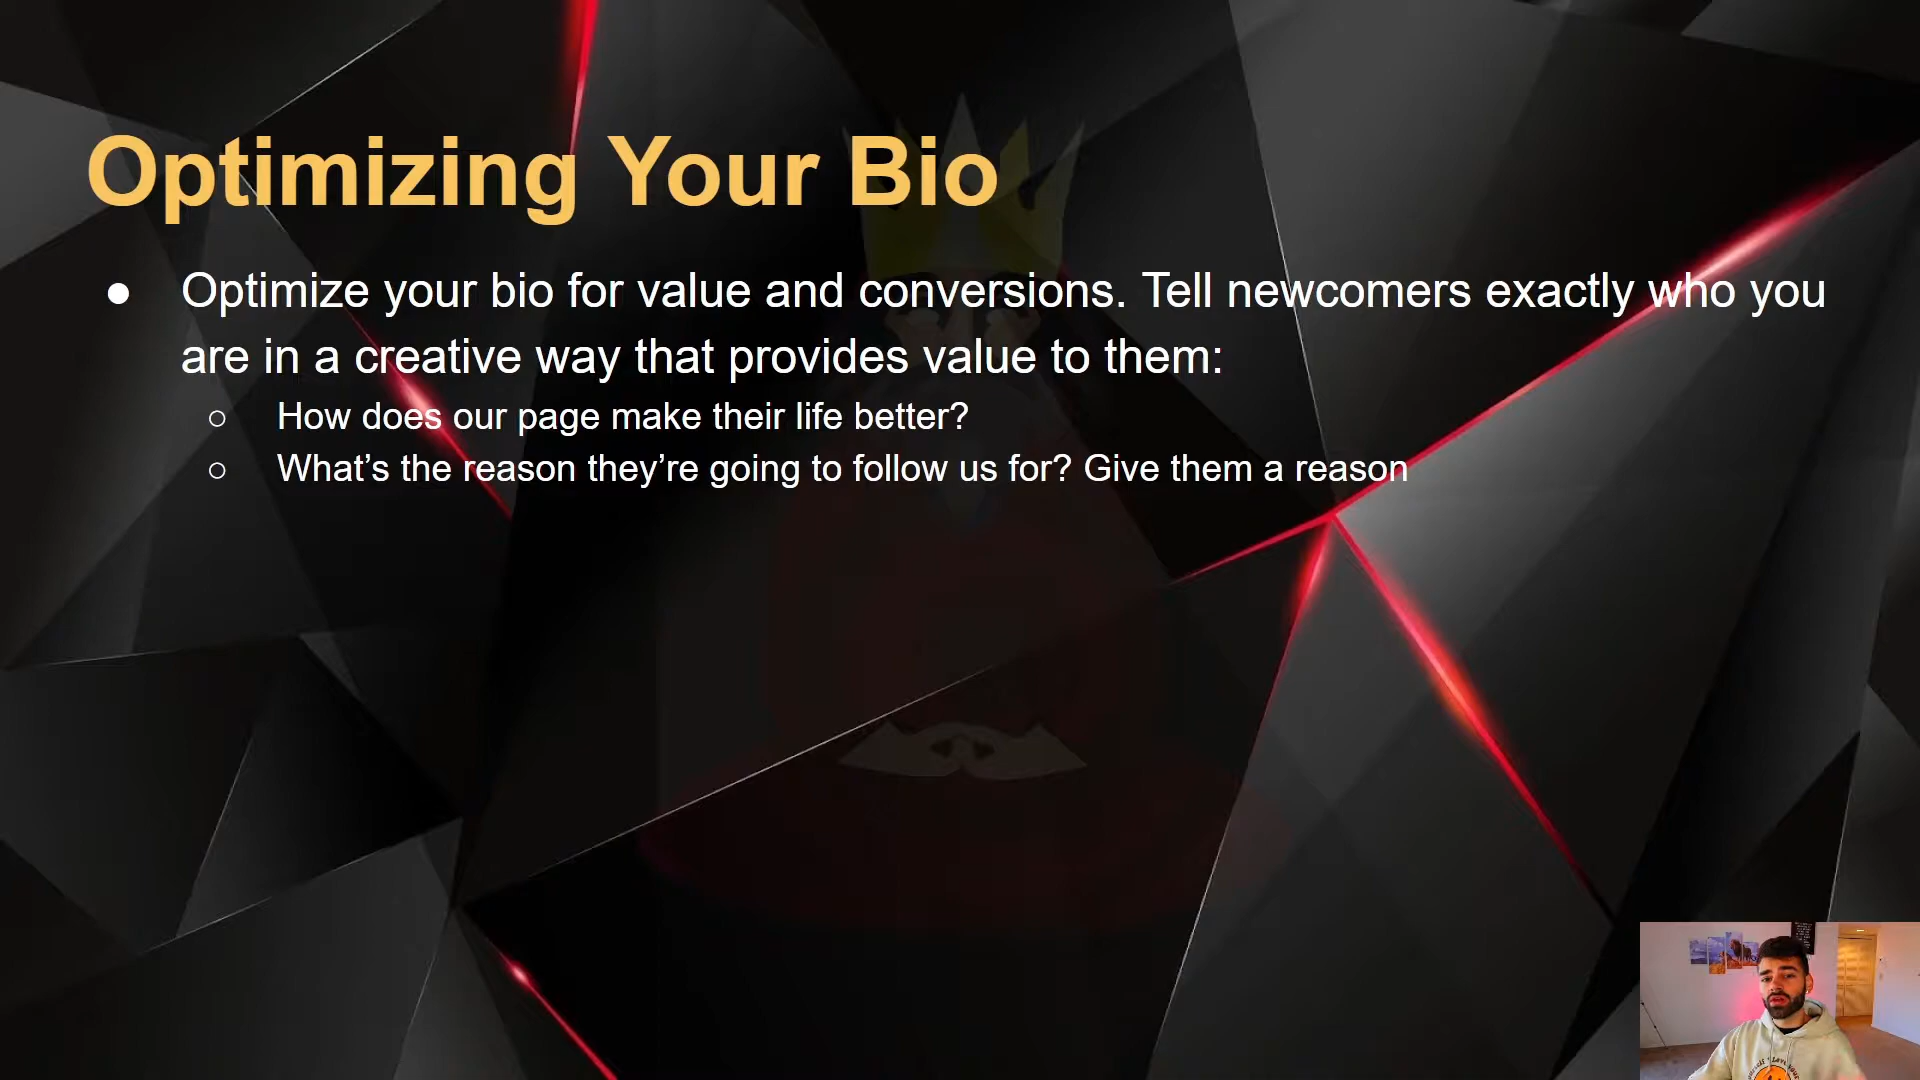 Optimizing Your Bio
● Optimize your bio for value and conversions. Tell newcomers exactly who you
are in a creative way that provides value to them:
○ How does our page make their life better?
○ What’s the reason they’re going to follow us for? Give them a reason